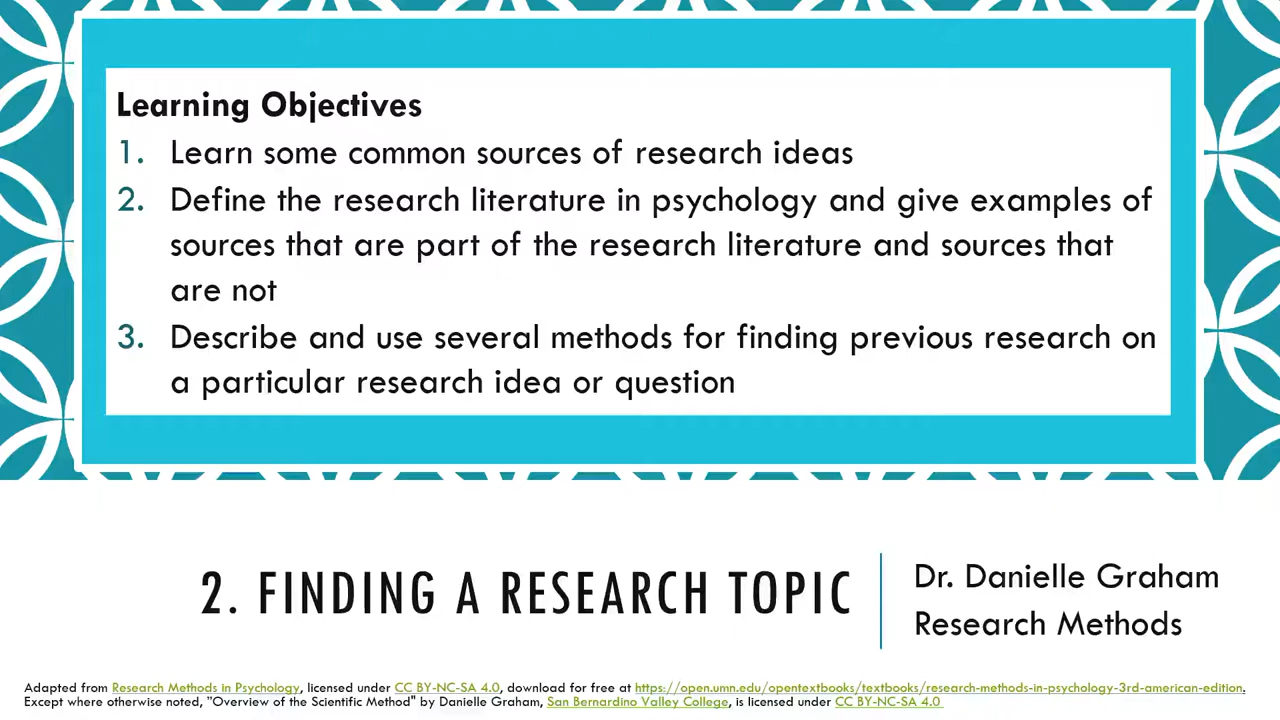 Learning Objectives
1. Learn some common sources of research ideas
2. Define the research literature in psychology and give examples of
sources that are part of the research literature and sources that
are not
3. Describe and use several methods for finding previous research on
a particular research idea or question
2. FINDING A RESEARCH TOPIC
Dr. Danielle Graham
Research Methods
Adapted from Research Methods in Psychology, licensed under CC BY-NC-SA 4.0, download for free at https://open.umn.edu/opentextbooks/textbooks/research-methods-in-psychology-3rd-american-edition.
Except where otherwise noted, "Overview of the Scientific Method" by Danielle Graham, San Bernardino Valley College, is licensed under CC BY-NC-SA 4.0